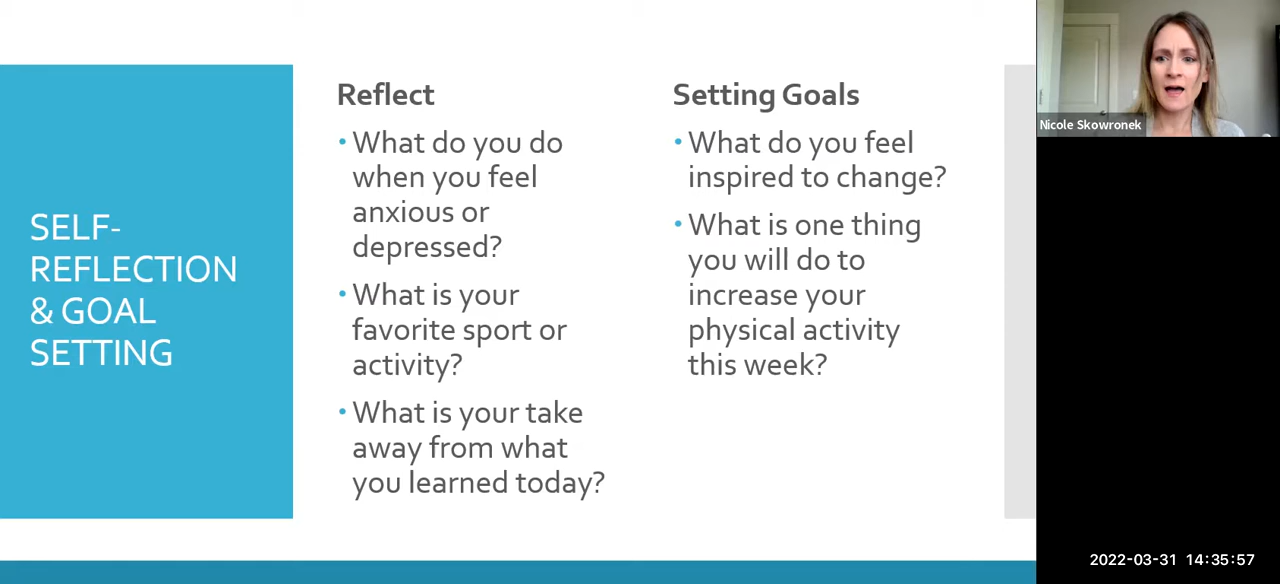 SELF-
REFLECTION
& GOAL
SETTING
Reflect
• What do you do
when you feel
anxious or
depressed?
• What is your
favorite sport or
activity?
• What is your take
away from what
you learned today?
Setting Goals
• What do you feel
inspired to change?
• What is one thing
you will do to
increase your
physical activity
this week?
Nicole Skowronek
2022-03-31 14:35:57